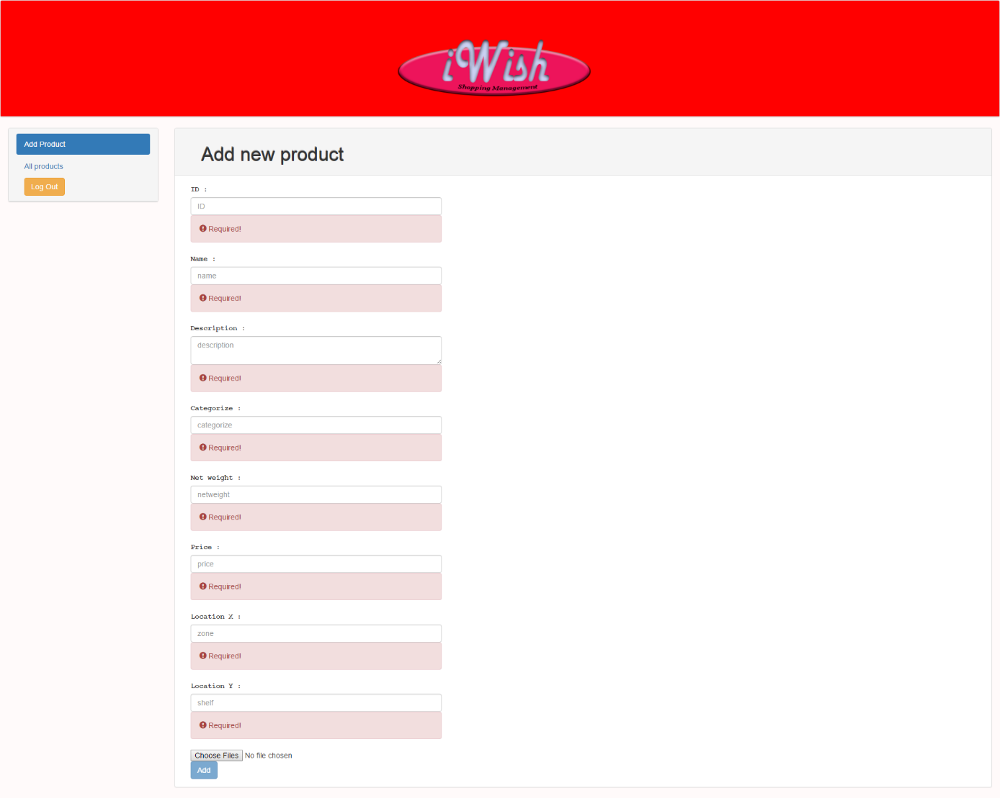 iWish
Shopping Management
Add Product
All products
Log Out
Add new product
ID :
ID
Required!
Name :
name
Required!
Description :
description
Required!
Categorize :
categorize
Required!
Net weight :
netweight
Required!
Price :
price
Required!
Location X :
zone
Required!
Location Y :
shelf
Required!
Choose Files No file chosen
Add